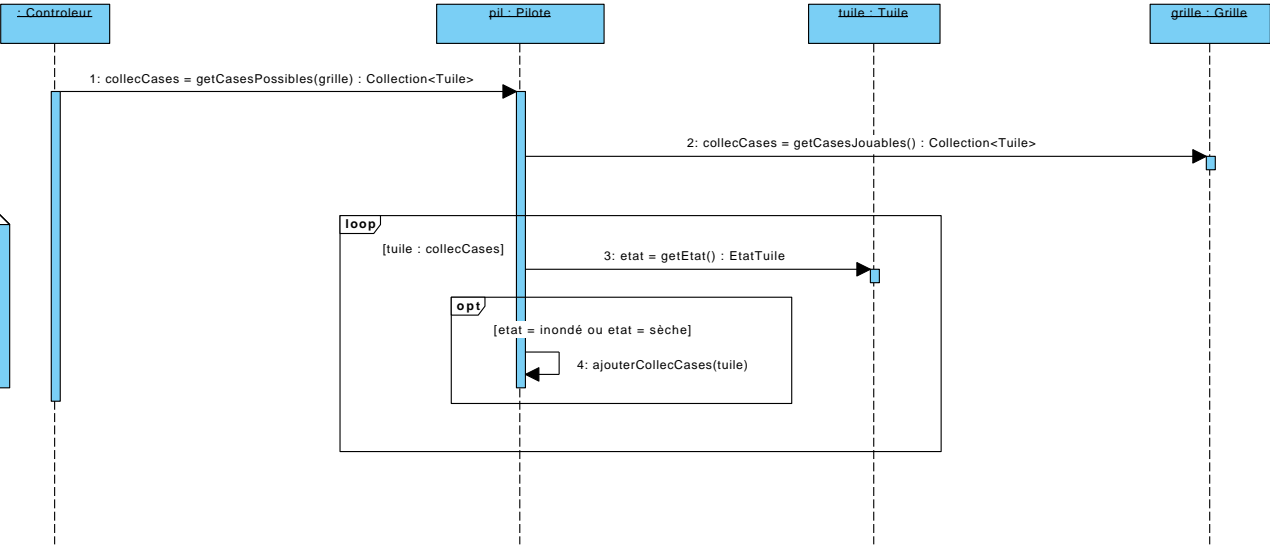 : Controleur
pil : Pilote
tuile : Tuile
grille : Grille
1: collecCases = getCasesPossibles(grille) : Collection<Tuile>
2: collecCases = getCasesJouables() : Collection<Tuile>
loop
[tuile : collecCases]
3: etat = getEtat() : EtatTuile
opt
[etat = inondé ou etat = sèche]
4: ajouterCollecCases(tuile)